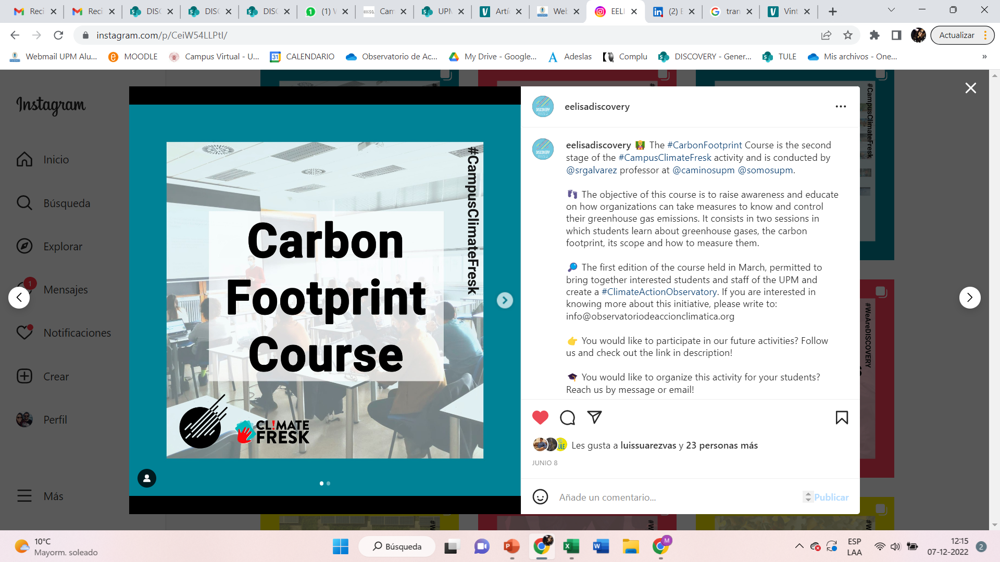 Reci
Reci
DISC
DISC
DISC
(1) W
Cam
UPM
Artíc
Web
EELI
(2) E
tran
Vint
instagram.com/p/CeiW54LLPtI/
Actualizar
Webmail UPM Alu...
MOODLE
Campus Virtual - U...
CALENDARIO
Observatorio de Ac...
My Drive - Google...
Adeslas
Complu
DISCOVERY - Gener...
TULE
Mis archivos - One...
»
Instagram
Inicio
Búsqueda
Explorar
1
Mensajes
Notificaciones
Crear
Perfil
Más
#CampusClimateFresk
Carbon
Footprint
Course
CL!MATE
FRESK
DISCOVERY
eelisadiscovery
DISCOVERY
eelisadiscovery The #CarbonFootprint Course is the second
stage of the #CampusClimateFresk activity and is conducted by
@srgalvarez professor at @caminosupm @somosupm.
The objective of this course is to raise awareness and educate
on how organizations can take measures to know and control
their greenhouse gas emissions. It consists in two sessions in
which students learn about greenhouse gases, the carbon
footprint, its scope and how to measure them.
The first edition of the course held in March, permitted to
bring together interested students and staff of the UPM and
create a #ClimateActionObservatory. If you are interested in
knowing more about this initiative, please write to:
info@observatoriodeaccionclimatica.org
You would like to participate in our future activities? Follow
us and check out the link in description!
You would like to organize this activity for your students?
Reach us by message or email!
Les gusta a luissuarezvas y 23 personas más
JUNIO 8
Añade un comentario...
Publicar
#CampusClimateFresk
#WeAreDISCOVERY
#W
#W
#W
10°C
Mayorm. soleado
Búsqueda
ESP
LAA
12:15
07-12-2022
2